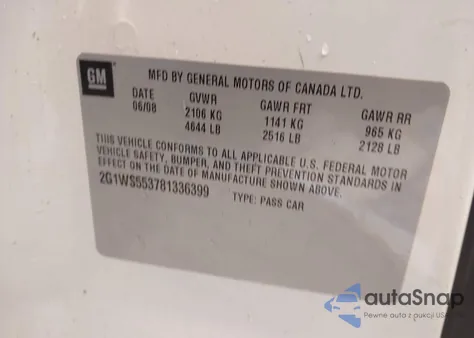 GM
MFD BY GENERAL MOTORS OF CANADA LTD.
DATE GVWR GAWR FRT GAWR RR
06/08 2106 KG 1141 KG 965 KG
4644 LB 2516 LB 2128 LB
THIS VEHICLE CONFORMS TO ALL APPLICABLE U.S. FEDERAL MOTOR
VEHICLE SAFETY, BUMPER, AND THEFT PREVENTION STANDARDS
IN EFFECT ON THE DATE OF MANUFACTURE SHOWN ABOVE.
2G1WS553781336399 TYPE: PASS CAR
autaSnap
Pewne auta z aukcji USA